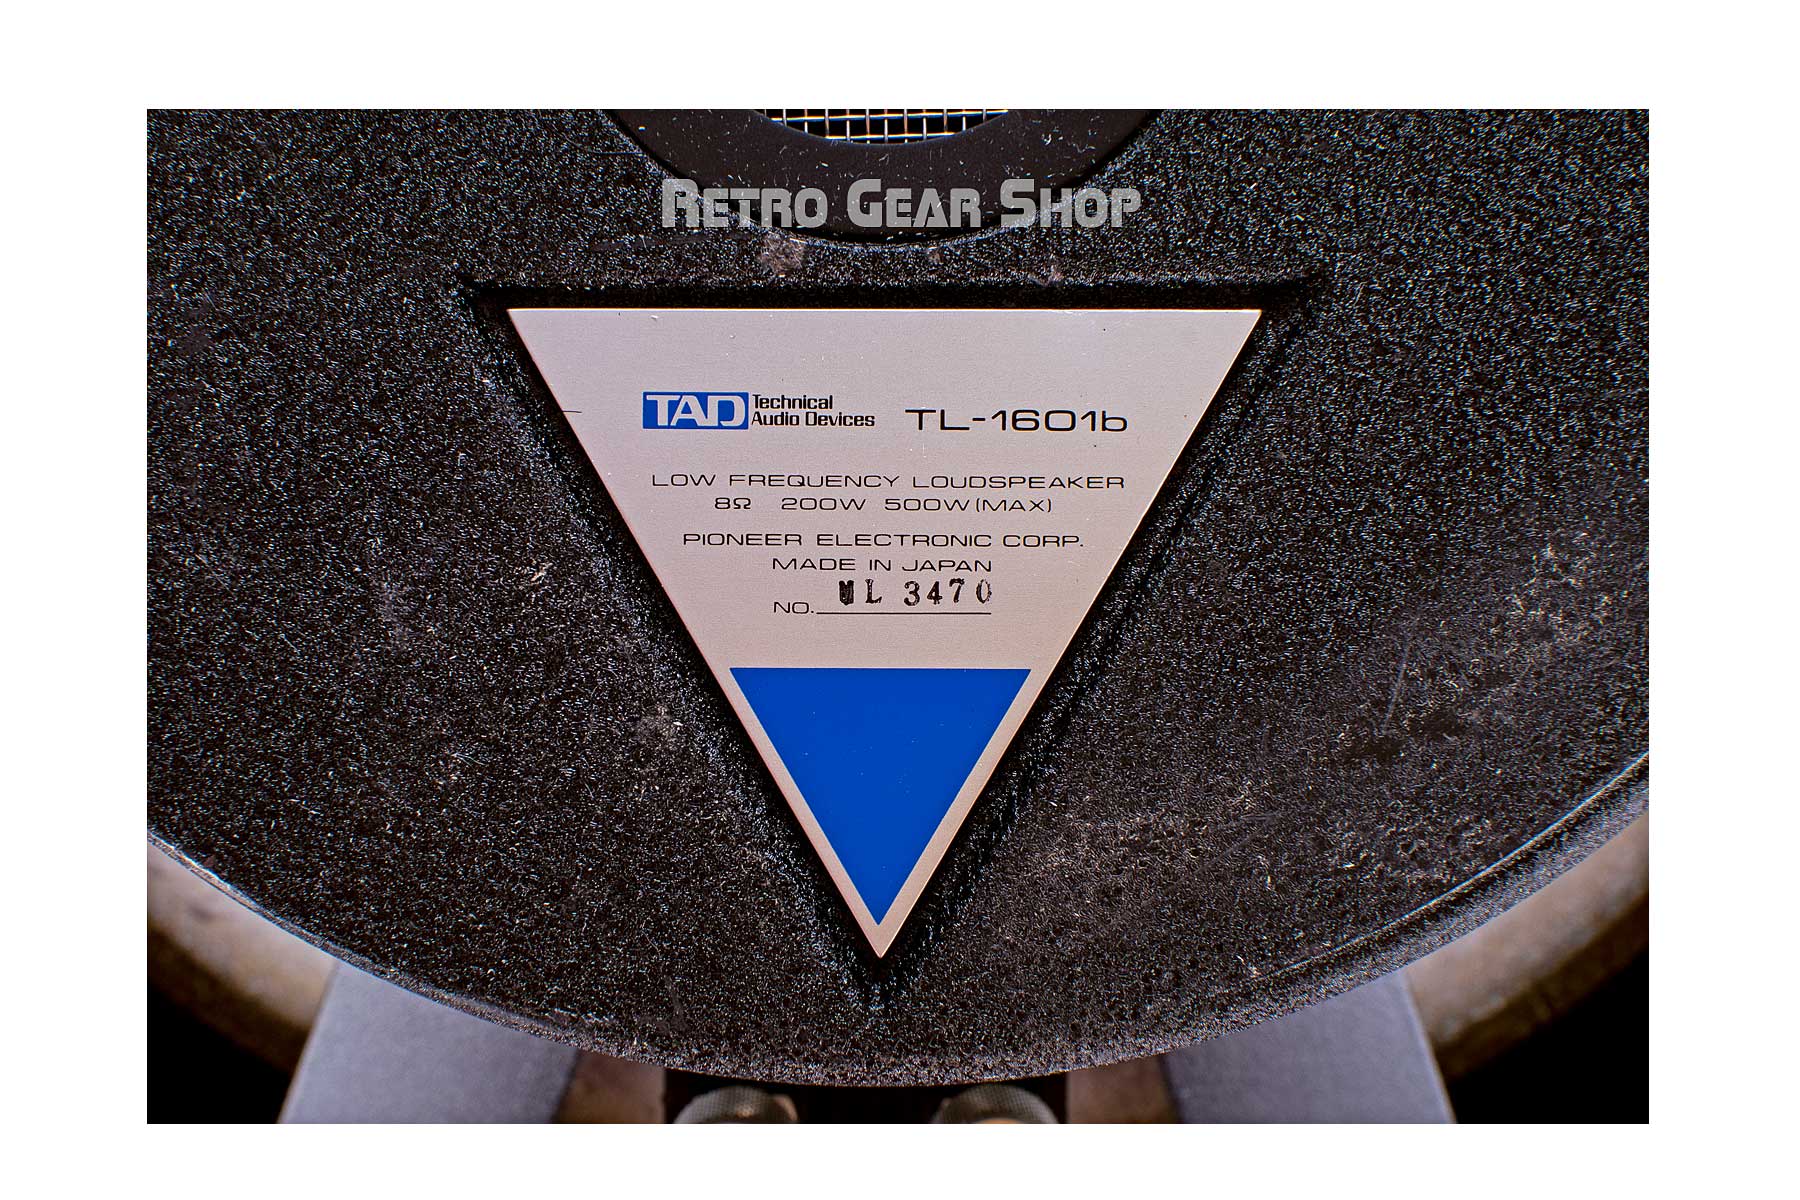 RETRO GEAR SHOP
TAD Technical Audio Devices TL-1601b
LOW FREQUENCY LOUDSPEAKER
8Ω 200W 500W (MAX)
PIONEER ELECTRONIC CORP.
MADE IN JAPAN
NO. ML 3470